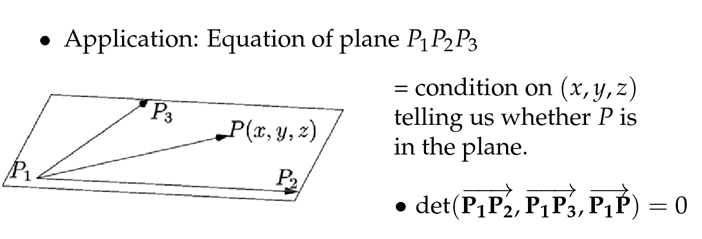 • Application: Equation of plane P₁P₂P₃
= condition on (x, y, z)
telling us whether P is
in the plane.
• det(P₁P₂→, P₁P₃→, P₁P→) = 0
P₃
P(x, y, z)
P₁
P₂